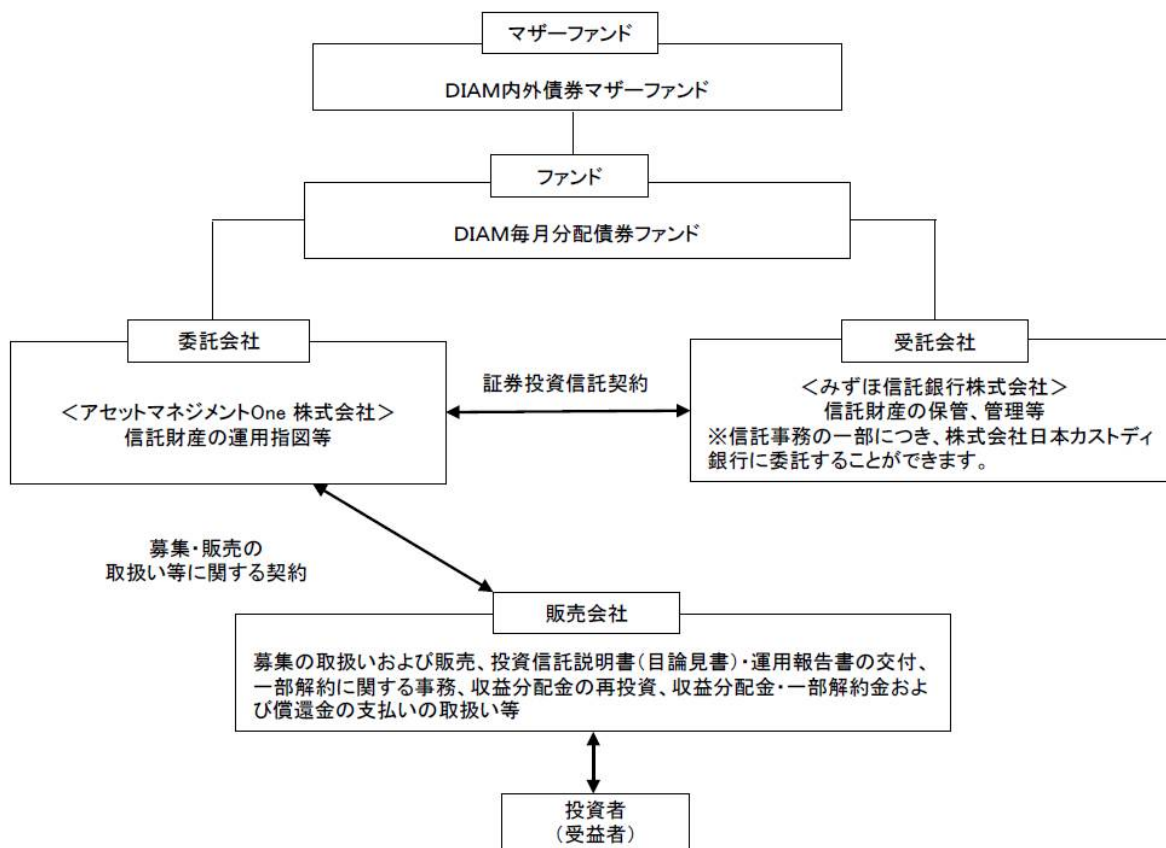 マザーファンド
DIAM内外債券マザーファンド
ファンド
DIAM毎月分配債券ファンド
委託会社
＜アセットマネジメントOne 株式会社＞
信託財産の運用指図等
証券投資信託契約
受託会社
＜みずほ信託銀行株式会社＞
信託財産の保管、管理等
※信託事務の一部につき、株式会社日本カストディ
銀行に委託することができます。
募集・販売の
取扱い等に関する契約
販売会社
募集の取扱いおよび販売、投資信託説明書（目論見書）・運用報告書の交付、
一部解約に関する事務、収益分配金の再投資、収益分配金・一部解約金およ
び償還金の支払いの取扱い等
投資者
（受益者）